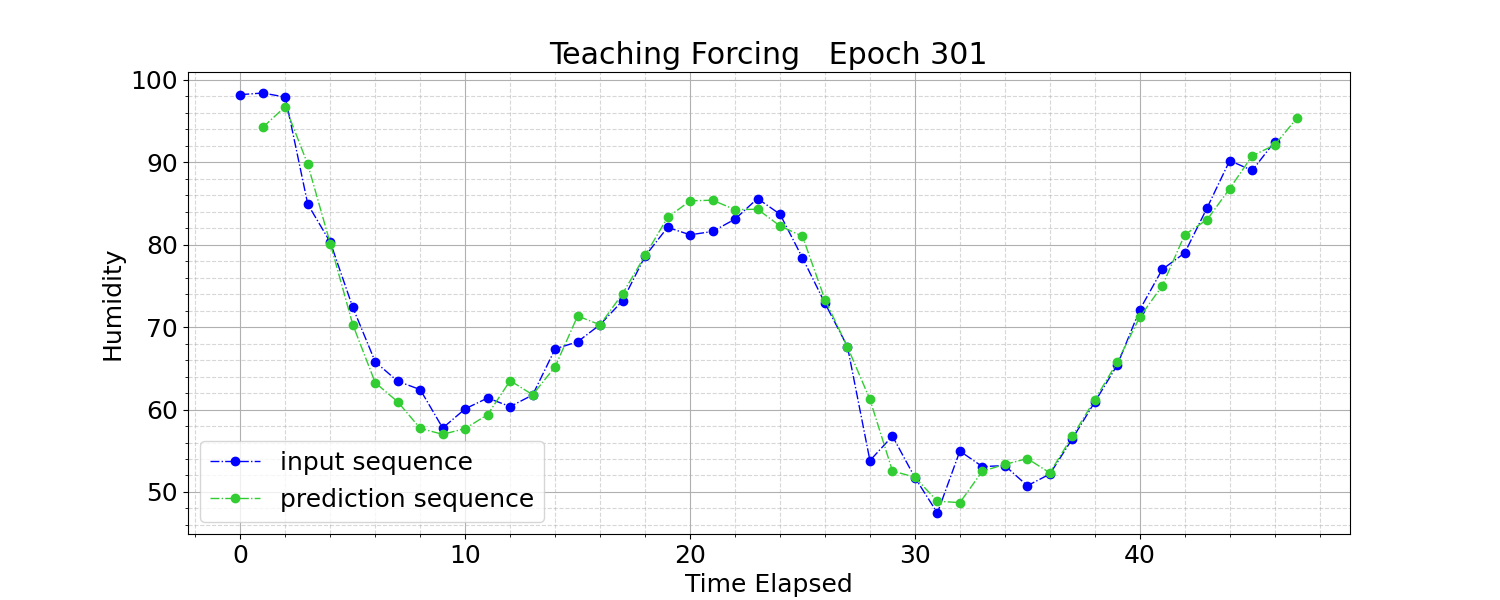 Teaching Forcing   Epoch 301
100
90
80
70
60
50
Humidity
input sequence
prediction sequence
0 10 20 30 40
Time Elapsed